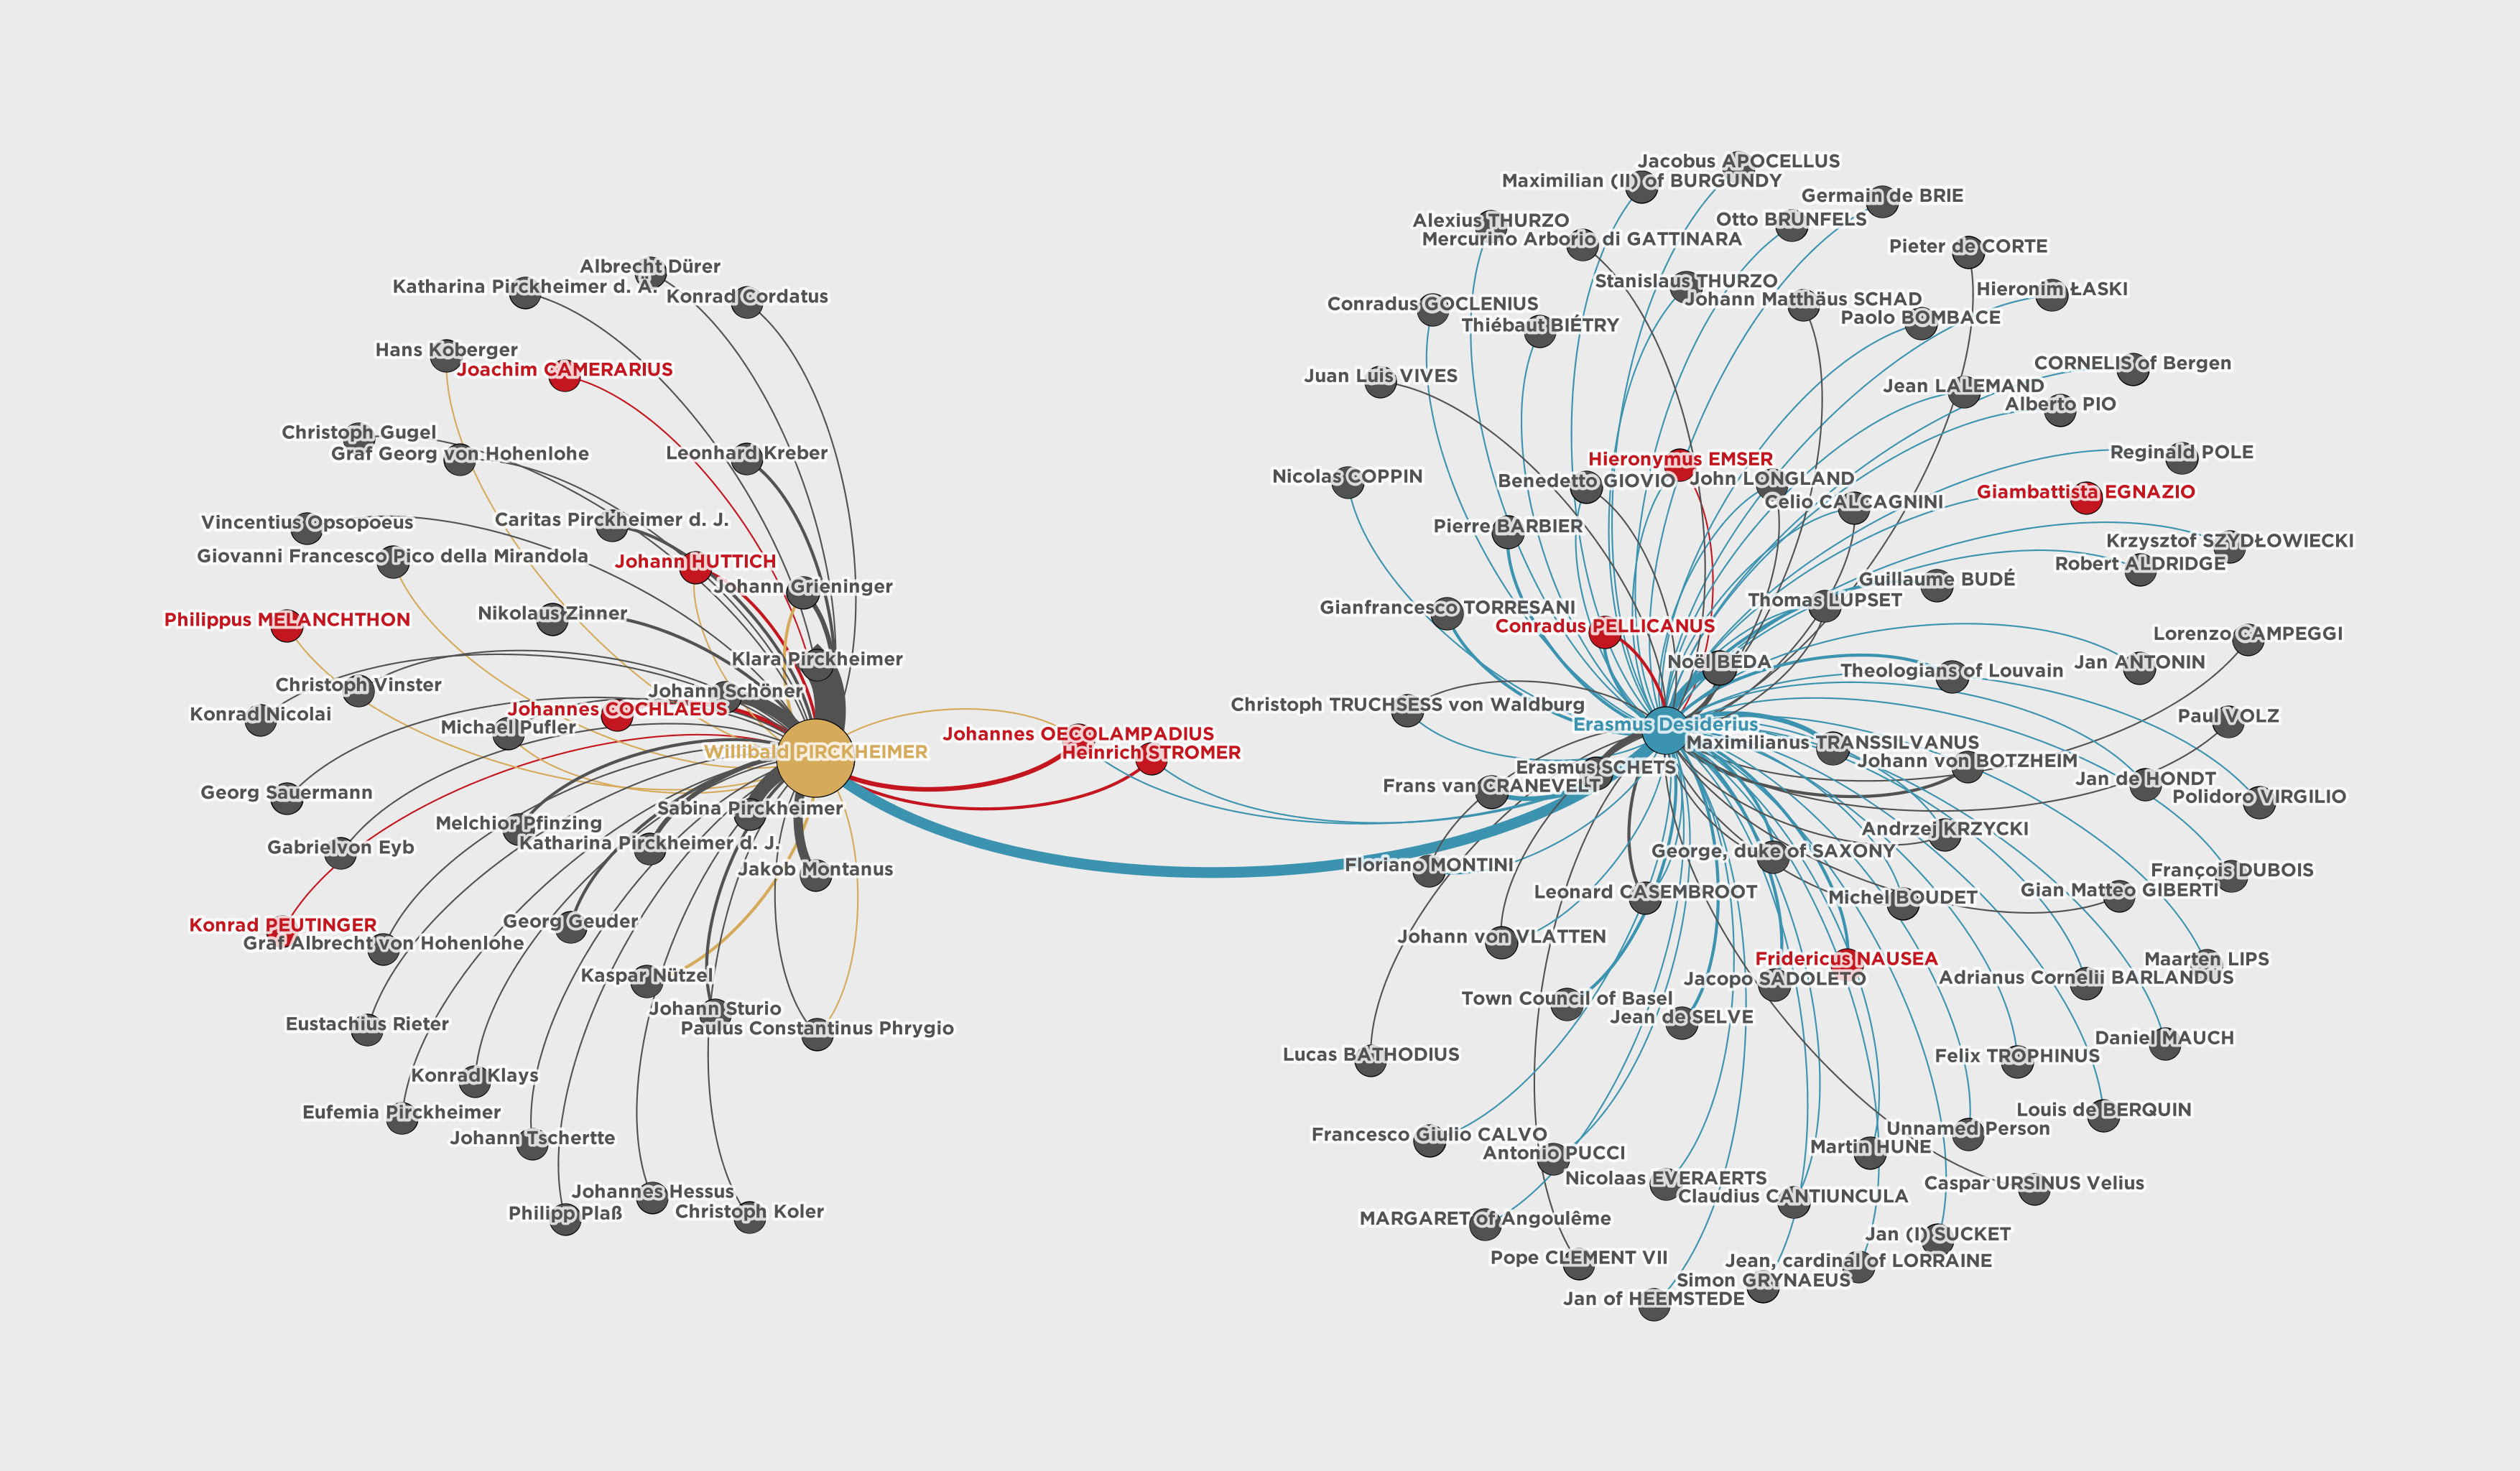 Albrecht Dürer
Katharina Pirckheimer d. Ä.
Konrad Cordatus
Hans Koberger
Joachim CAMERARIUS
Christoph Gugel
Graf Georg von Hohenlohe
Leonhard Kreber
Vincentius Opsopoeus
Caritas Pirckheimer d. J.
Giovanni Francesco Pico della Mirandola
Johann HUTTICH
Johann Grieninger
Philippus MELANCHTHON
Nikolaus Zinner
Klara Pirckheimer
Christoph Vinster
Johann Schöner
Konrad Nicolai
Johannes COCHLAEUS
Michael Pufler
Willibald PIRCKHEIMER
Johannes OECOLAMPADIUS
Heinrich STROMER
Georg Sauermann
Sabina Pirckheimer
Melchior Pfinzing
Katharina Pirckheimer d. J.
Gabriel von Eyb
Jakob Montanus
Konrad PEUTINGER
Georg Geuder
Graf Albrecht von Hohenlohe
Kaspar Nützel
Johann Sturio
Eustachius Rieter
Paulus Constantinus Phrygio
Konrad Klays
Eufemia Pirckheimer
Johann Tschertte
Johannes Hessus
Philipp Plaß
Christoph Koler
Jacobus APOCELLUS
Maximilian (II) of BURGUNDY
Germain de BRIE
Alexius THURZO
Otto BRUNFELS
Mercurino Arborio di GATTINARA
Pieter de CORTE
Stanislaus THURZO
Hieronim ŁASKI
Johann Matthäus SCHAD
Conradus GOCLENIUS
Paolo BOMBACE
Thiébaut BIÉTRY
CORNELIS of Bergen
Juan Luis VIVES
Jean LALEMAND
Alberto PIO
Reginald POLE
Hieronymus EMSER
Nicolas COPPIN
Benedetto GIOVIO
John LONGLAND
Giambattista EGNAZIO
Celio CALCAGNINI
Pierre BARBIER
Krzysztof SZYDŁOWIECKI
Robert ALDRIDGE
Guillaume BUDÉ
Thomas LUPSET
Gianfrancesco TORRESANI
Conradus PELLICANUS
Lorenzo CAMPEGGI
Noël BÉDA
Jan ANTONIN
Theologians of Louvain
Christoph TRUCHSESS von Waldburg
Paul VOLZ
Erasmus Desiderius
Maximilianus TRANSSILVANUS
Johann von BOTZHEIM
Erasmus SCHETS
Jan de HONDT
Frans van CRANEVELT
Polidoro VIRGILIO
Andrzej KRZYCKI
George, duke of SAXONY
Floriano MONTINI
François DUBOIS
Leonard CASEMBROOT
Gian Matteo GIBERTI
Michel BOUDET
Johann von VLATTEN
Fridericus NAUSEA
Maarten LIPS
Jacopo SADOLETO
Adrianus Cornelii BARLANDUS
Town Council of Basel
Jean de SELVE
Daniel MAUCH
Lucas BATHODIUS
Felix TROPHINUS
Louis de BERQUIN
Unnamed Person
Francesco Giulio CALVO
Martin HUNE
Antonio PUCCI
Nicolaas EVERAERTS
Caspar URSINUS Velius
Claudius CANTIUNCULA
MARGARET of Angoulême
Jan (I) SUCKET
Pope CLEMENT VII
Jean, cardinal of LORRAINE
Simon GRYNAEUS
Jan of HEEMSTEDE